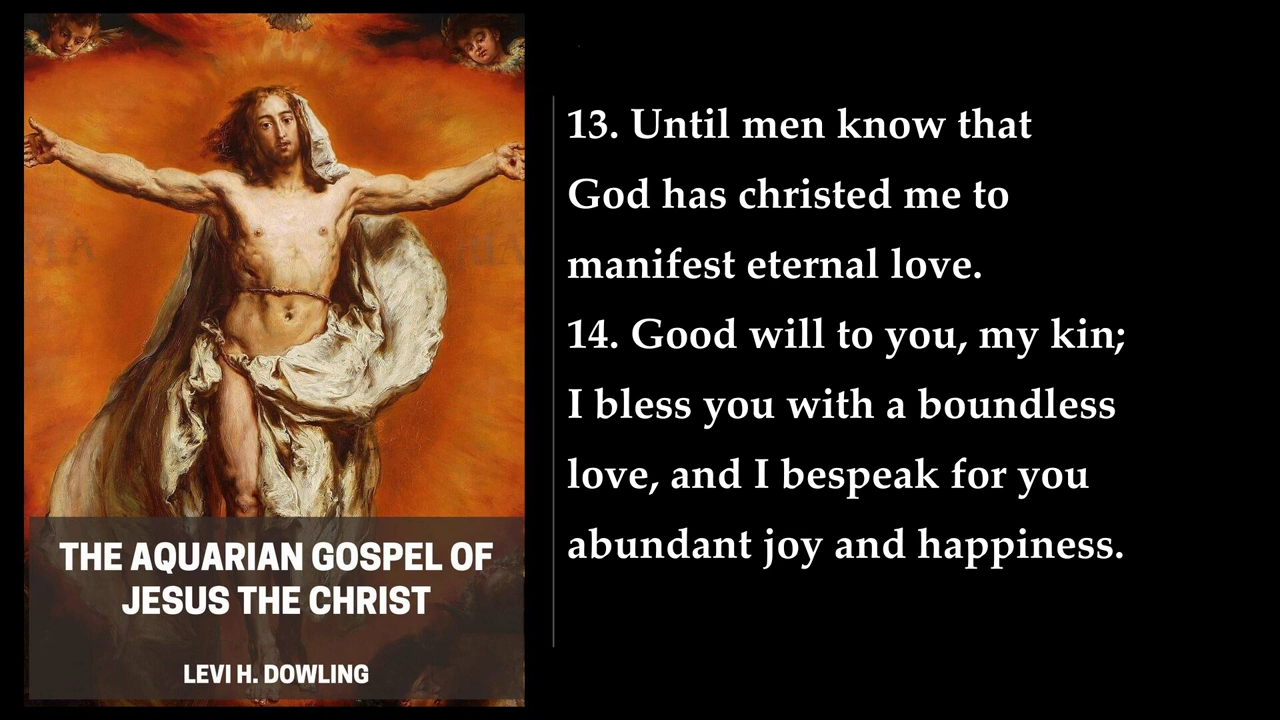 THE AQUARIAN GOSPEL OF
JESUS THE CHRIST
LEVI H. DOWLING
13. Until men know that
God has christed me to
manifest eternal love.
14. Good will to you, my kin;
I bless you with a boundless
love, and I bespeak for you
abundant joy and happiness.